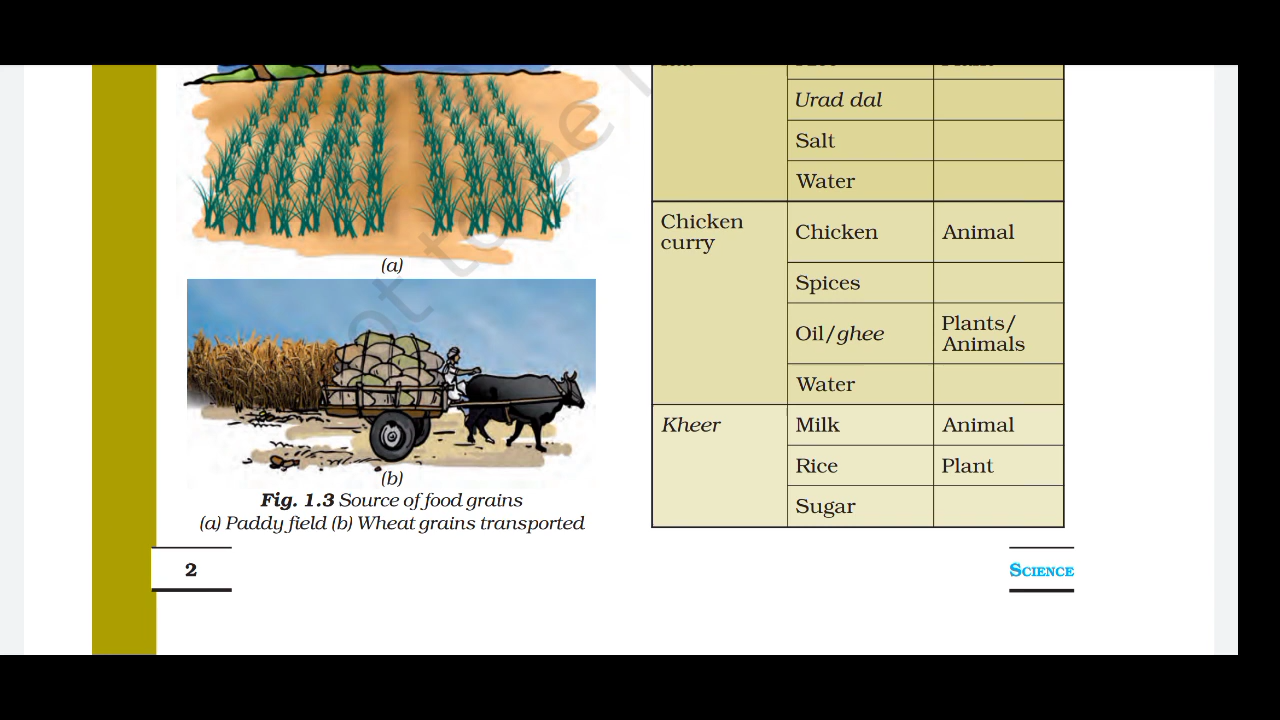 (a)
(b)
Fig. 1.3 Source of food grains
(a) Paddy field (b) Wheat grains transported
Urad dal
Salt
Water
Chicken
curry
Chicken
Animal
Spices
Oil/ghee
Plants/
Animals
Water
Kheer
Milk
Animal
Rice
Plant
Sugar
2
SCIENCE